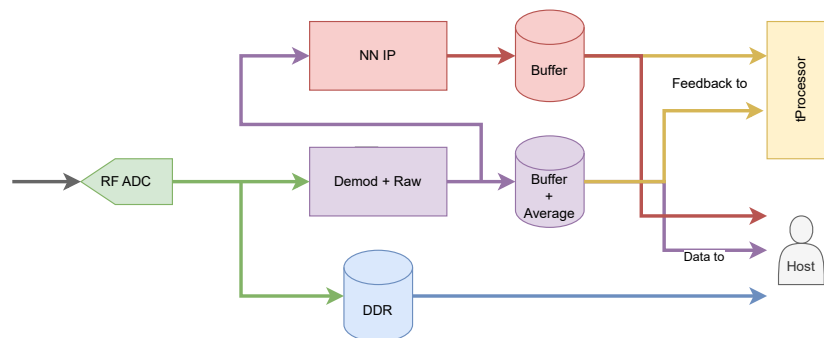 NN IP
Buffer
Feedback to
tProcessor
RF ADC
Demod + Raw
Buffer
+
Average
Data to
Host
DDR